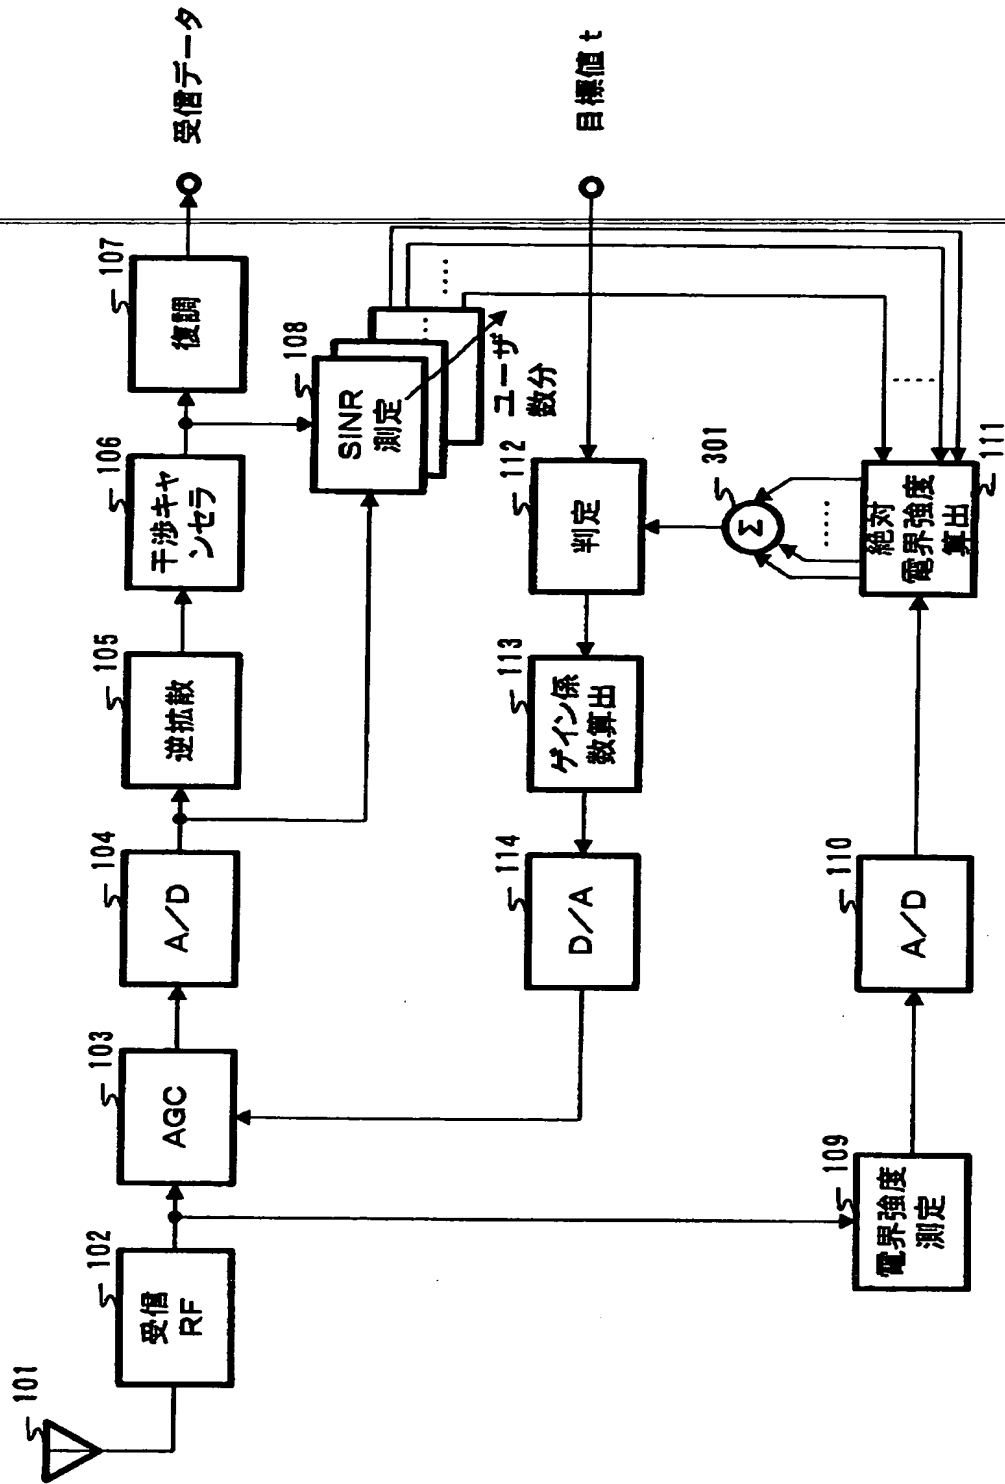 101
102
受信
RF
103
AGC
104
A/D
105
逆拡散
106
干渉キャ
ンセラ
107
復調
受信データ
108
SINR
測定
ユーザ
数分
目標値 t
112
判定
113
ゲイン係
数算出
114
D/A
301
Σ
109
電界強度
測定
110
A/D
111
絶対
電界強度
算出